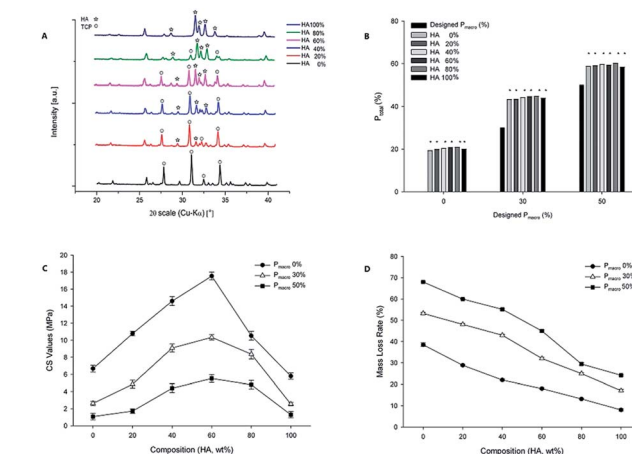 A
HA ☆
TCP ○
HA100%
HA 80%
HA 60%
HA 40%
HA 20%
HA 0%
Intensity [a.u.]
20 25 30 35 40
2θ scale (Cu-Kα) [°]
B
Designed Pmacro (%)
HA 0%
HA 20%
HA 40%
HA 60%
HA 80%
HA 100%
Ptotal (%)
80
60
40
20
0
0 30 50
Designed Pmacro (%)
C
Pmacro 0%
Pmacro 30%
Pmacro 50%
CS Values (MPa)
20
18
16
14
12
10
8
6
4
2
0
0 20 40 60 80 100
Composition (HA, wt%)
D
Pmacro 0%
Pmacro 30%
Pmacro 50%
Mass Loss Rate (%)
80
70
60
50
40
30
20
10
0
0 20 40 60 80 100
Composition (HA, wt%)